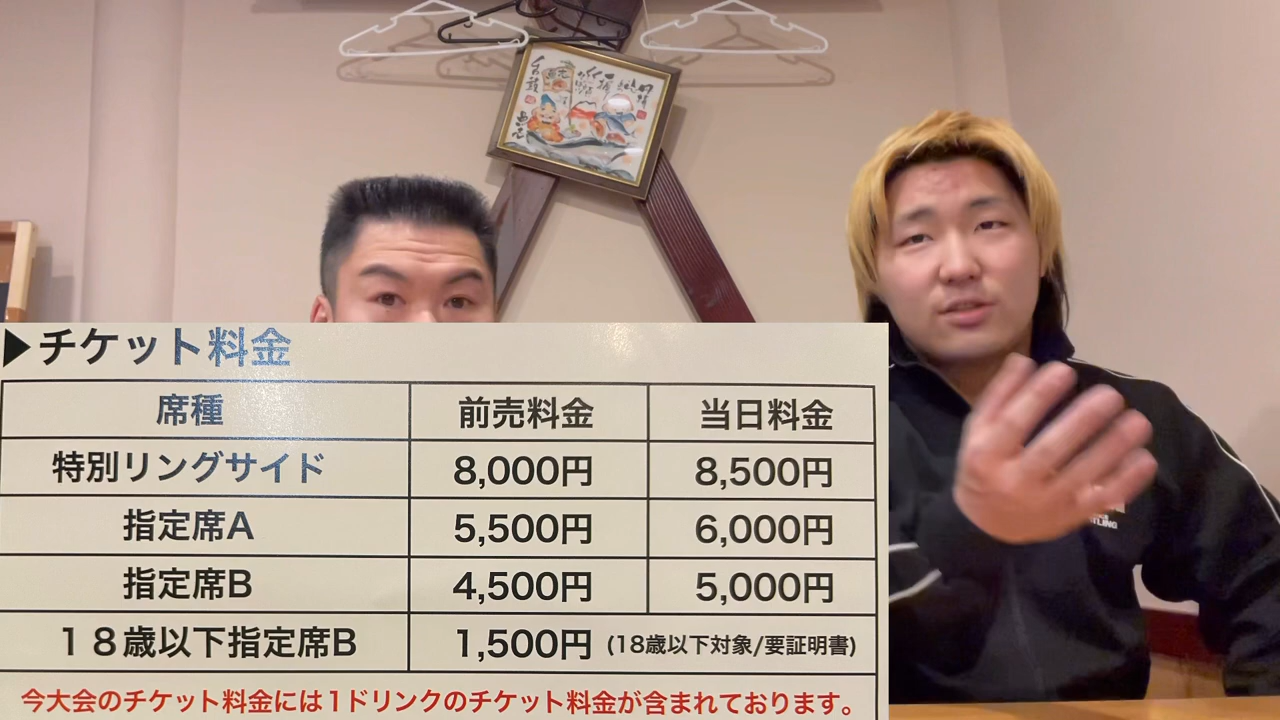 ▶チケット料金
席種 前売料金 当日料金
特別リングサイド 8,000円 8,500円
指定席A 5,500円 6,000円
指定席B 4,500円 5,000円
１８歳以下指定席B 1,500円 (18歳以下対象/要証明書)
今大会のチケット料金には１ドリンクのチケット料金が含まれております。